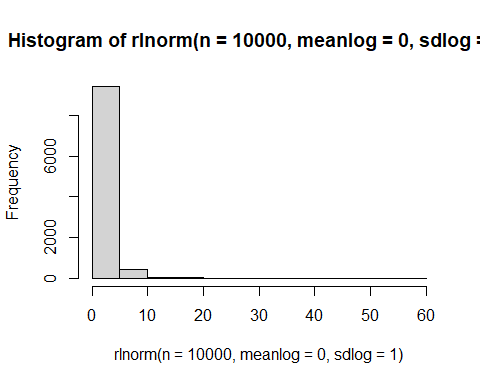 Histogram of rlnorm(n = 10000, meanlog = 0, sdlog =
Frequency
6000
2000
0
0 10 20 30 40 50 60
rlnorm(n = 10000, meanlog = 0, sdlog = 1)